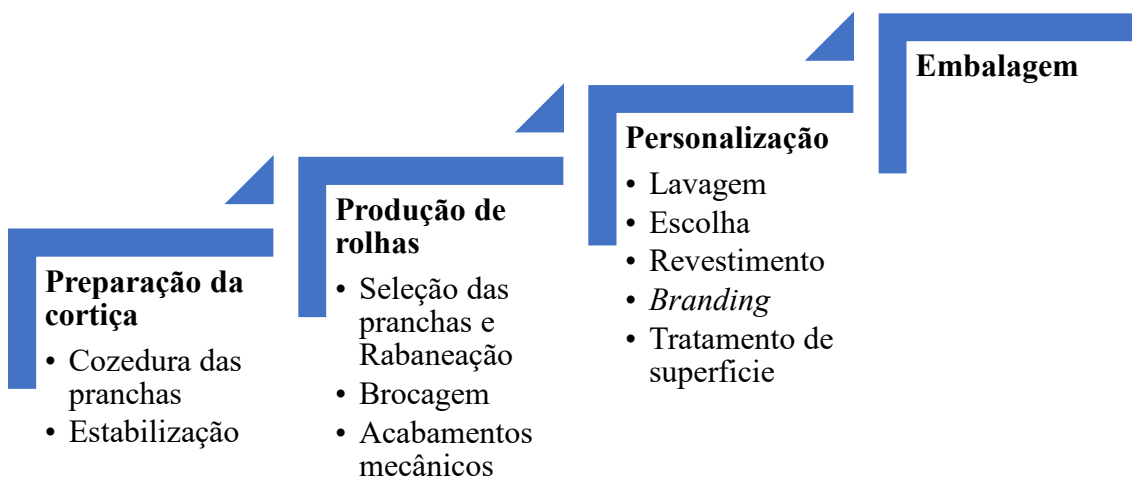 Preparação da
cortiça
• Cozedura das
pranchas
• Estabilização
Produção de
rolhas
• Seleção das
pranchas e
Rabaneação
• Brocagem
• Acabamentos
mecânicos
Personalização
• Lavagem
• Escolha
• Revestimento
• Branding
• Tratamento de
superficie
Embalagem